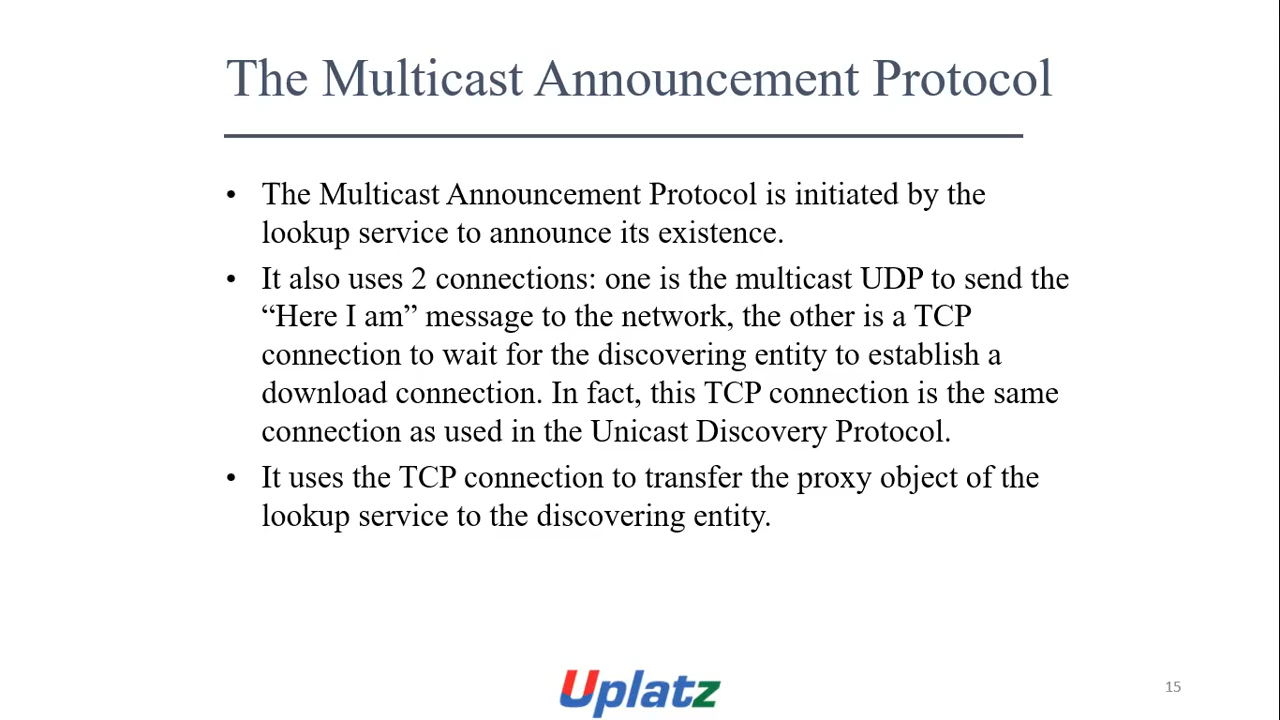 The Multicast Announcement Protocol
• The Multicast Announcement Protocol is initiated by the
lookup service to announce its existence.
• It also uses 2 connections: one is the multicast UDP to send the
“Here I am” message to the network, the other is a TCP
connection to wait for the discovering entity to establish a
download connection. In fact, this TCP connection is the same
connection as used in the Unicast Discovery Protocol.
• It uses the TCP connection to transfer the proxy object of the
lookup service to the discovering entity.
Uplatz
15